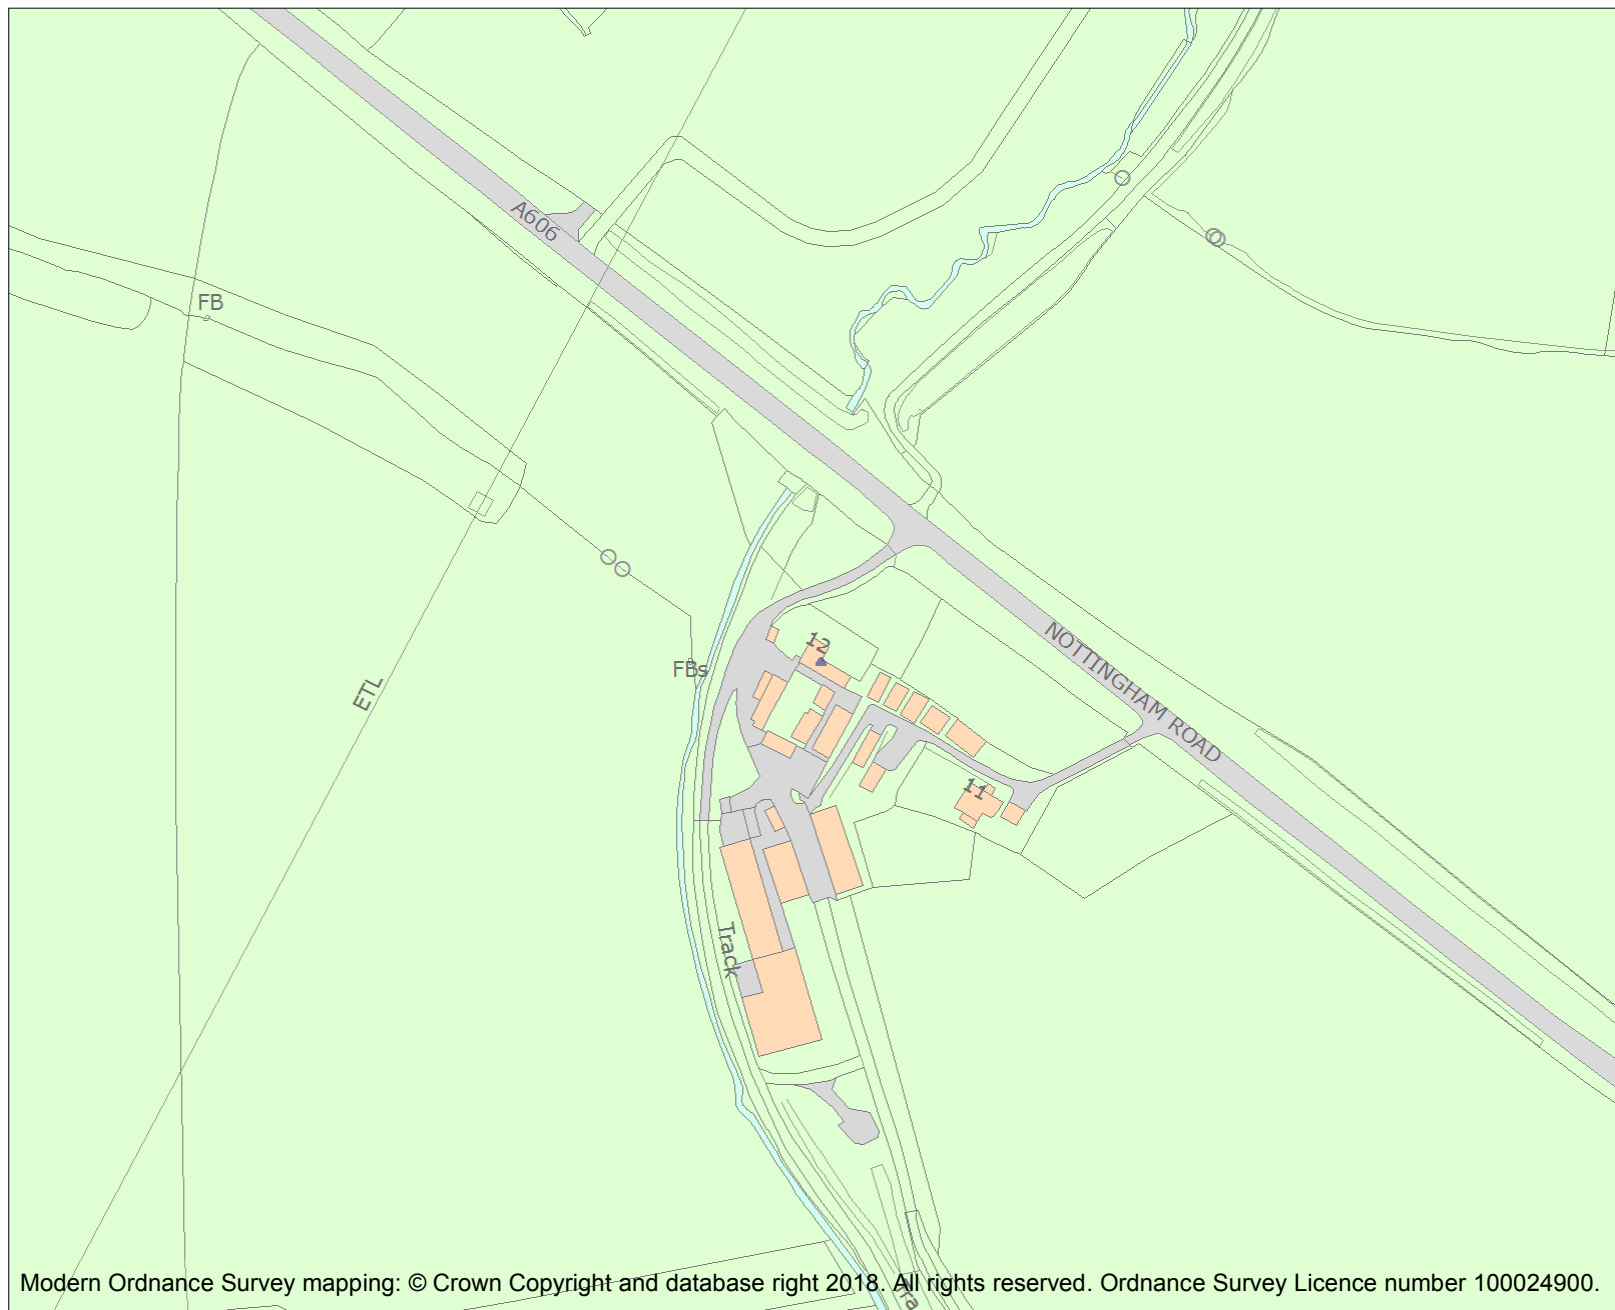 A606
FB
12
NOTTINGHAM ROAD
FBs
ETL
11
Track
Modern Ordnance Survey mapping: © Crown Copyright and database right 2018. All rights reserved. Ordnance Survey Licence number 100024900.